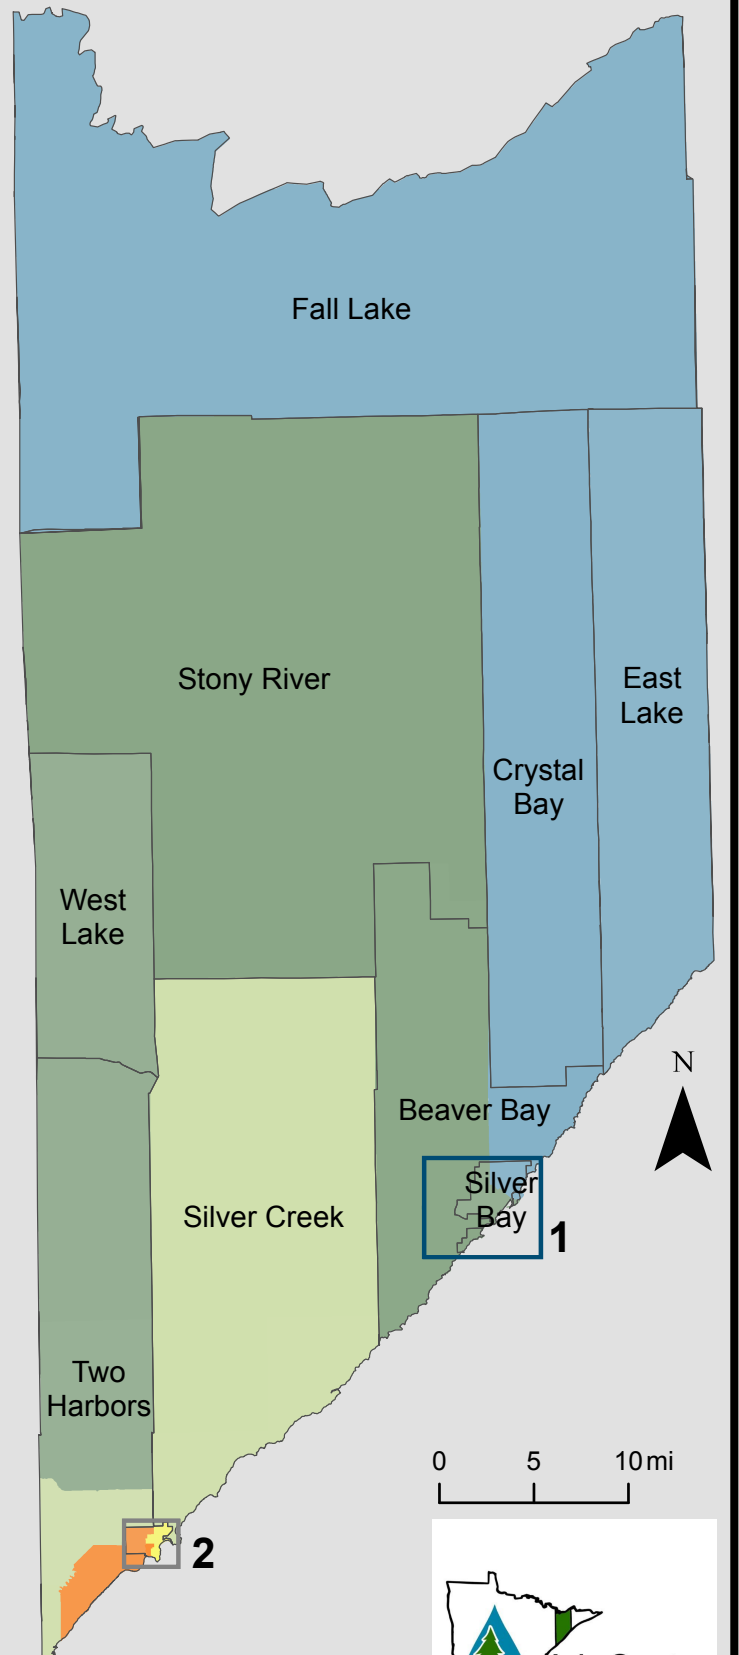 Fall Lake
Stony River
East
Lake
Crystal
Bay
West
Lake
N
Beaver Bay
Silver
Bay
1
Silver Creek
Two
Harbors
0 5 10 mi
2